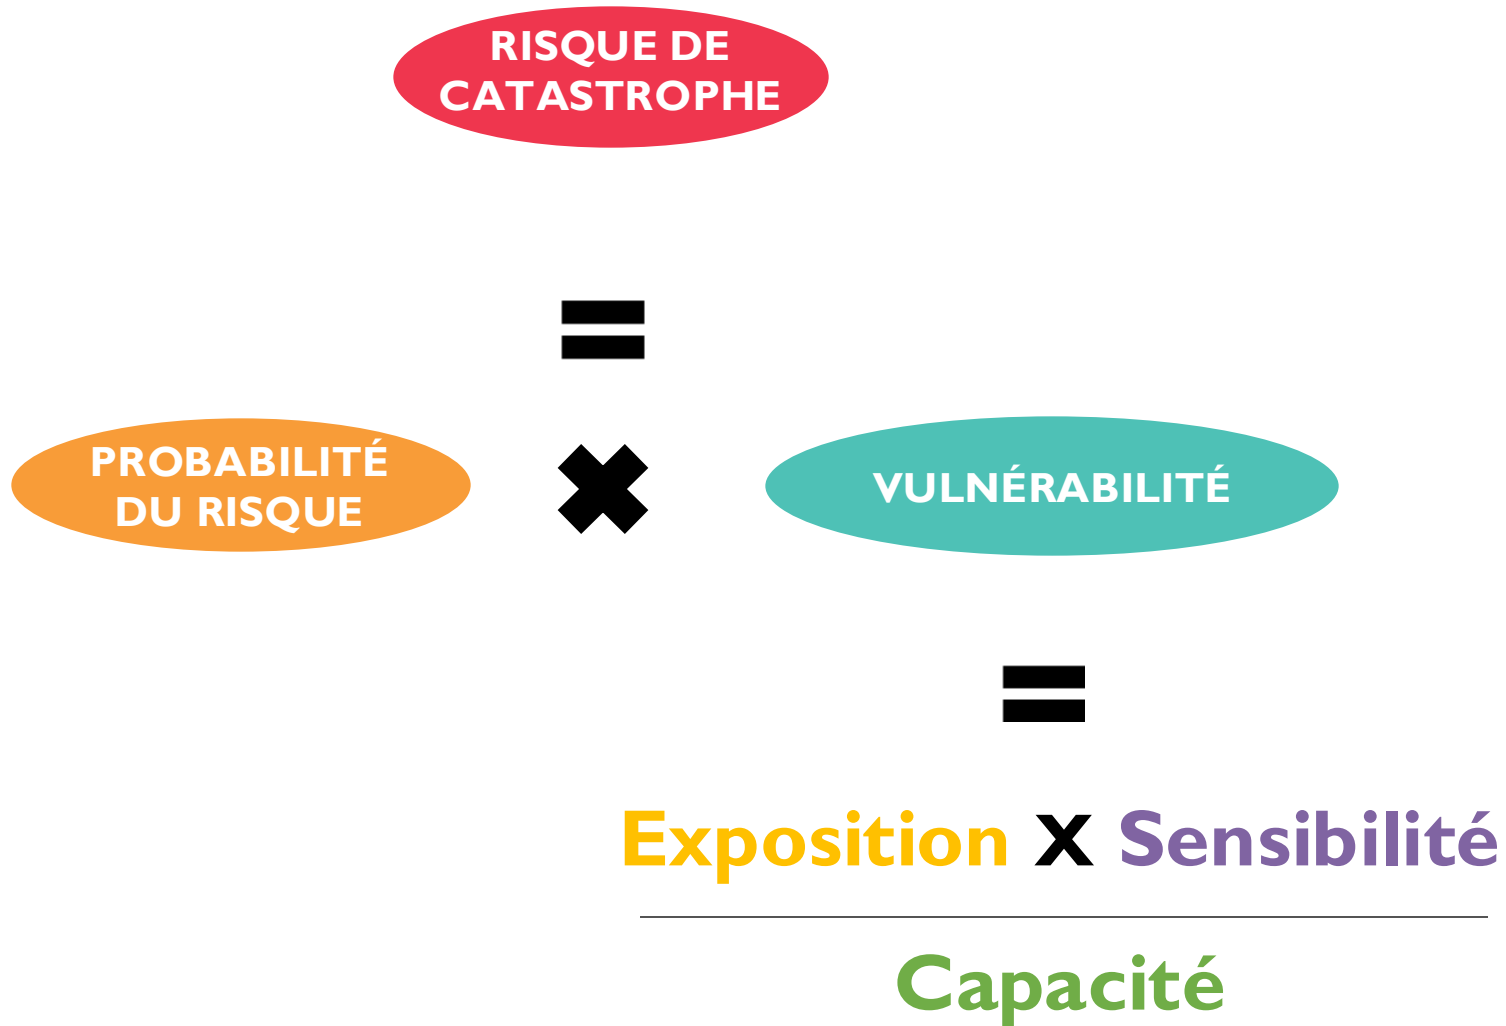 RISQUE DE
CATASTROPHE
=
PROBABILITÉ
DU RISQUE
✖
VULNÉRABILITÉ
=
Exposition x Sensibilité
Capacité